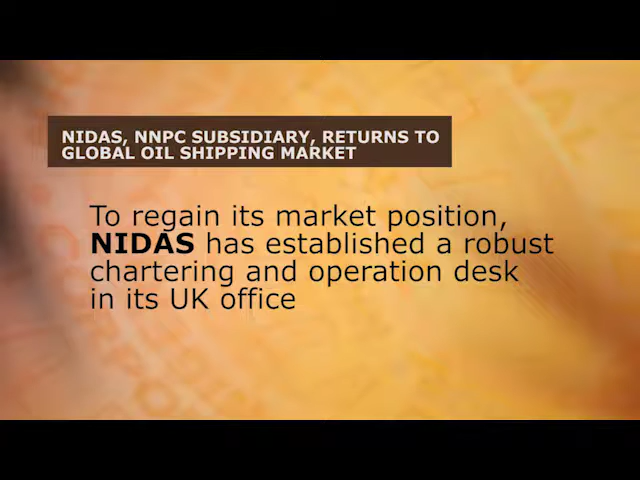 NIDAS, NNPC SUBSIDIARY, RETURNS TO
GLOBAL OIL SHIPPING MARKET
To regain its market position,
NIDAS has established a robust
chartering and operation desk
in its UK office